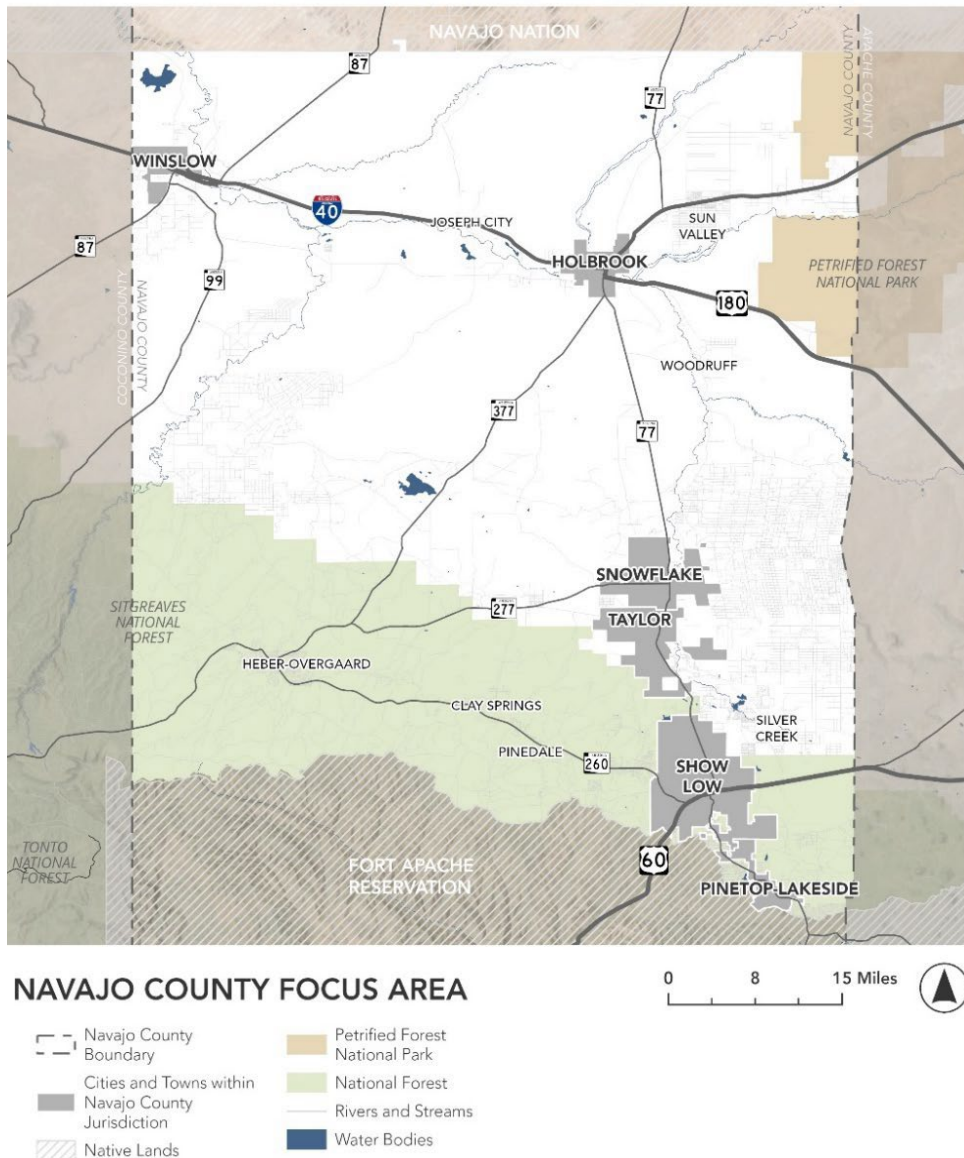 NAVAJO NATION
87
77
NAVAJO COUNTY
APACHE COUNTY
WINSLOW
40
JOSEPH CITY
SUN
VALLEY
87
99
HOLBROOK
PETRIFIED FOREST
NATIONAL PARK
180
COCONINO COUNTY
NAVAJO COUNTY
WOODRUFF
377
77
SNOWFLAKE
SITGREAVES
NATIONAL
FOREST
277
TAYLOR
HEBER-OVERGAARD
CLAY SPRINGS
SILVER
CREEK
PINEDALE
260
SHOW
LOW
TONTO
NATIONAL
FOREST
FORT APACHE
RESERVATION
60
PINETOP-LAKESIDE
NAVAJO COUNTY FOCUS AREA
0 8 15 Miles
Navajo County
Boundary
Cities and Towns within
Navajo County
Jurisdiction
Native Lands
Petrified Forest
National Park
National Forest
Rivers and Streams
Water Bodies